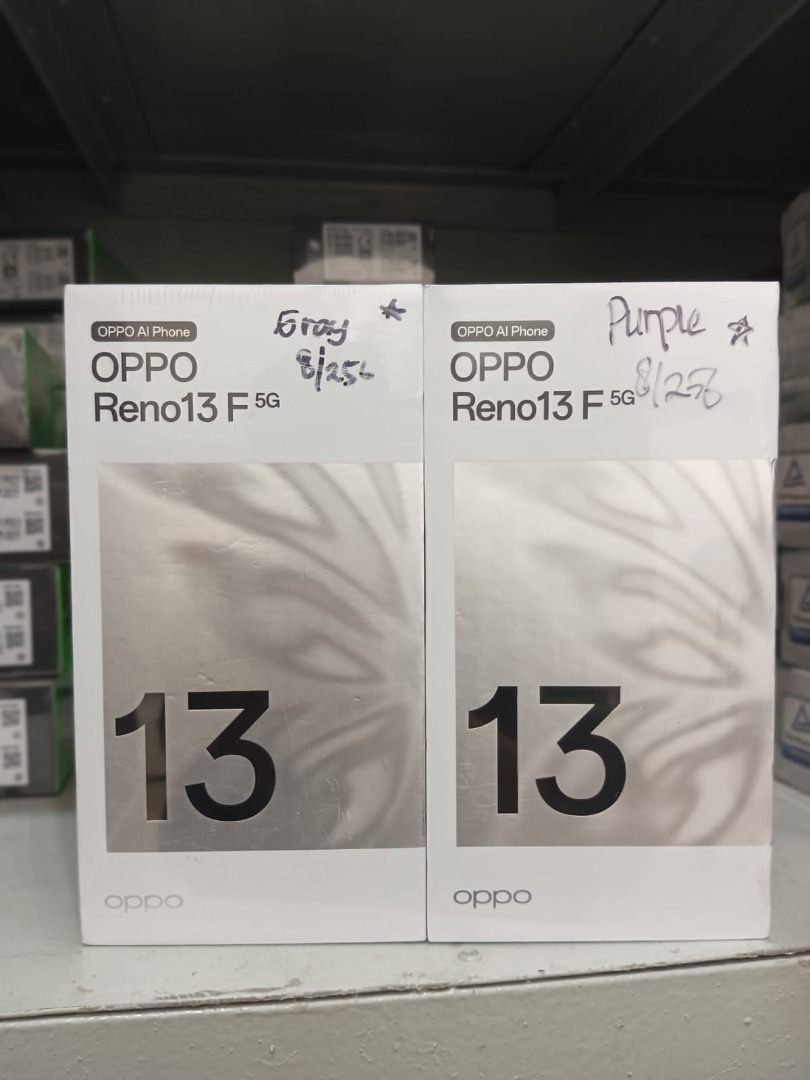 OPPO AI Phone
OPPO
Reno13 F 5G
Gray
8/256
13
oppo
OPPO AI Phone
OPPO
Reno13 F 5G
Purple
8/256
13
oppo